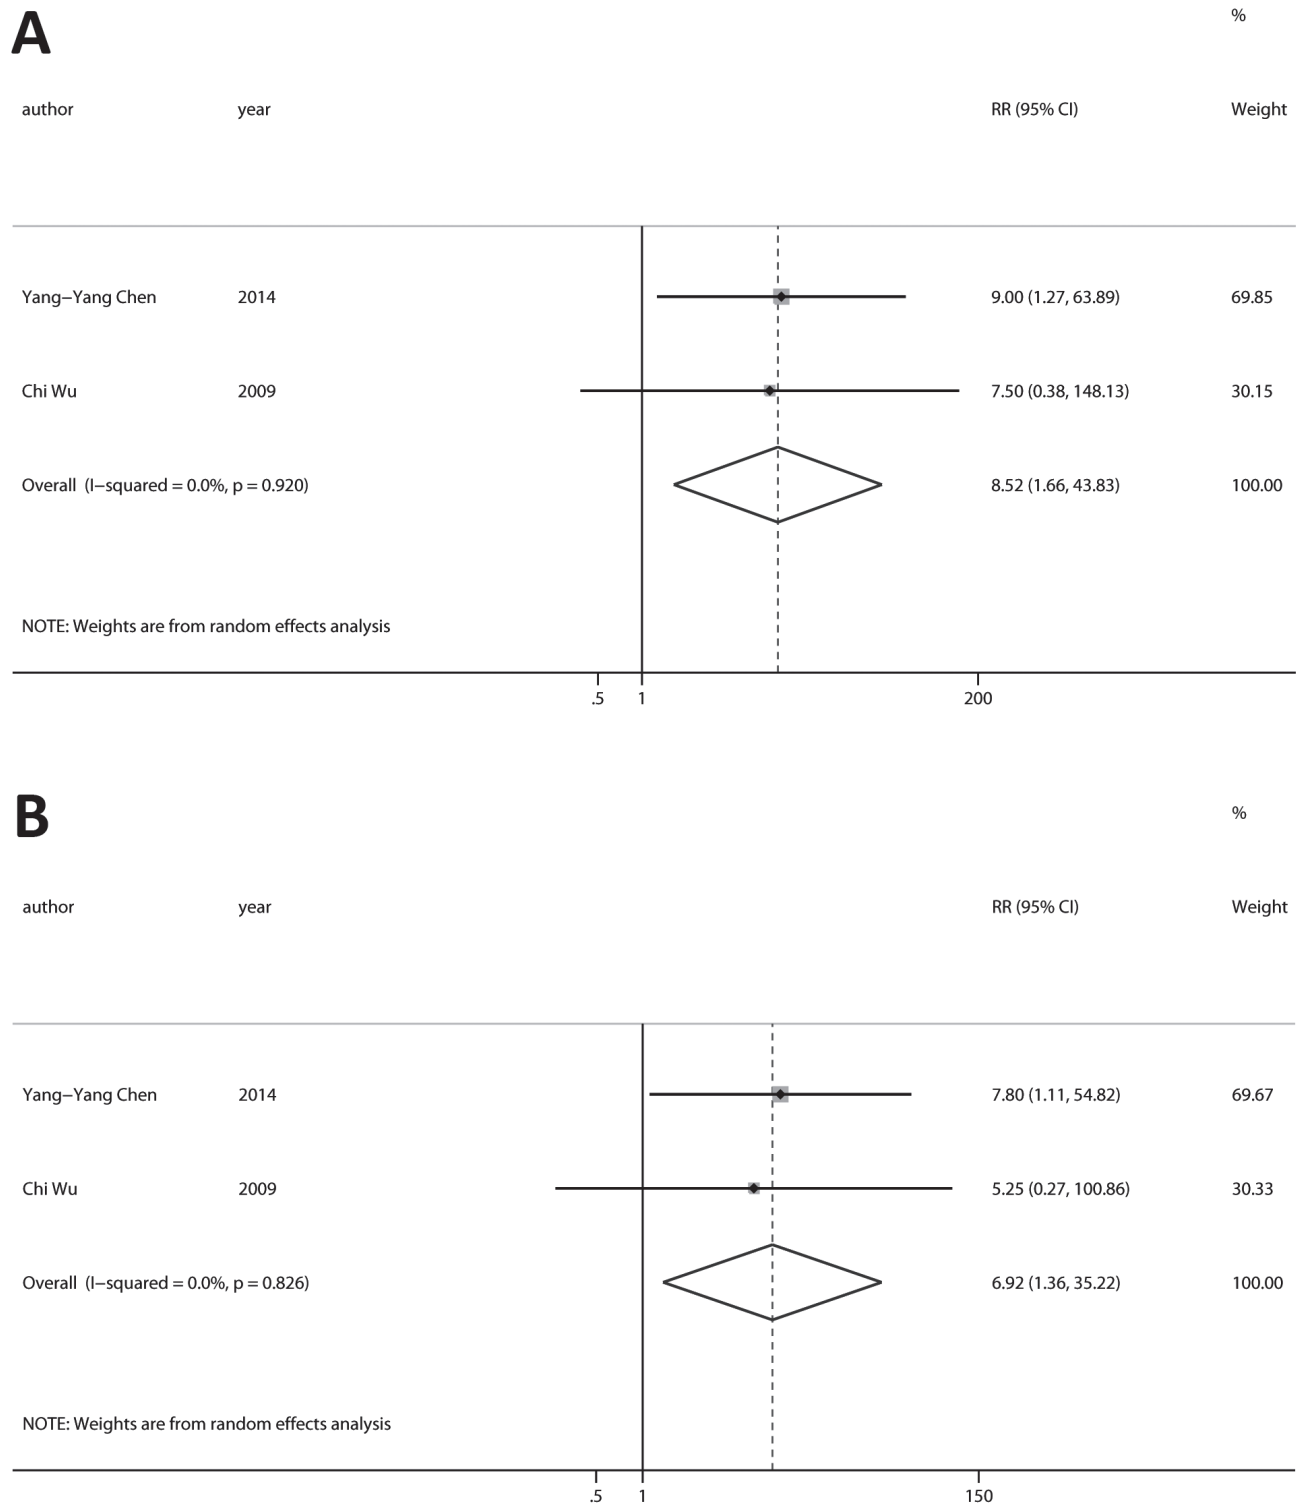 A
%
author year RR (95% CI) Weight
Yang−Yang Chen 2014 9.00 (1.27, 63.89) 69.85
Chi Wu 2009 7.50 (0.38, 148.13) 30.15
Overall (I−squared = 0.0%, p = 0.920) 8.52 (1.66, 43.83) 100.00
NOTE: Weights are from random effects analysis
.5 1 200
B
%
author year RR (95% CI) Weight
Yang−Yang Chen 2014 7.80 (1.11, 54.82) 69.67
Chi Wu 2009 5.25 (0.27, 100.86) 30.33
Overall (I−squared = 0.0%, p = 0.826) 6.92 (1.36, 35.22) 100.00
NOTE: Weights are from random effects analysis
.5 1 150